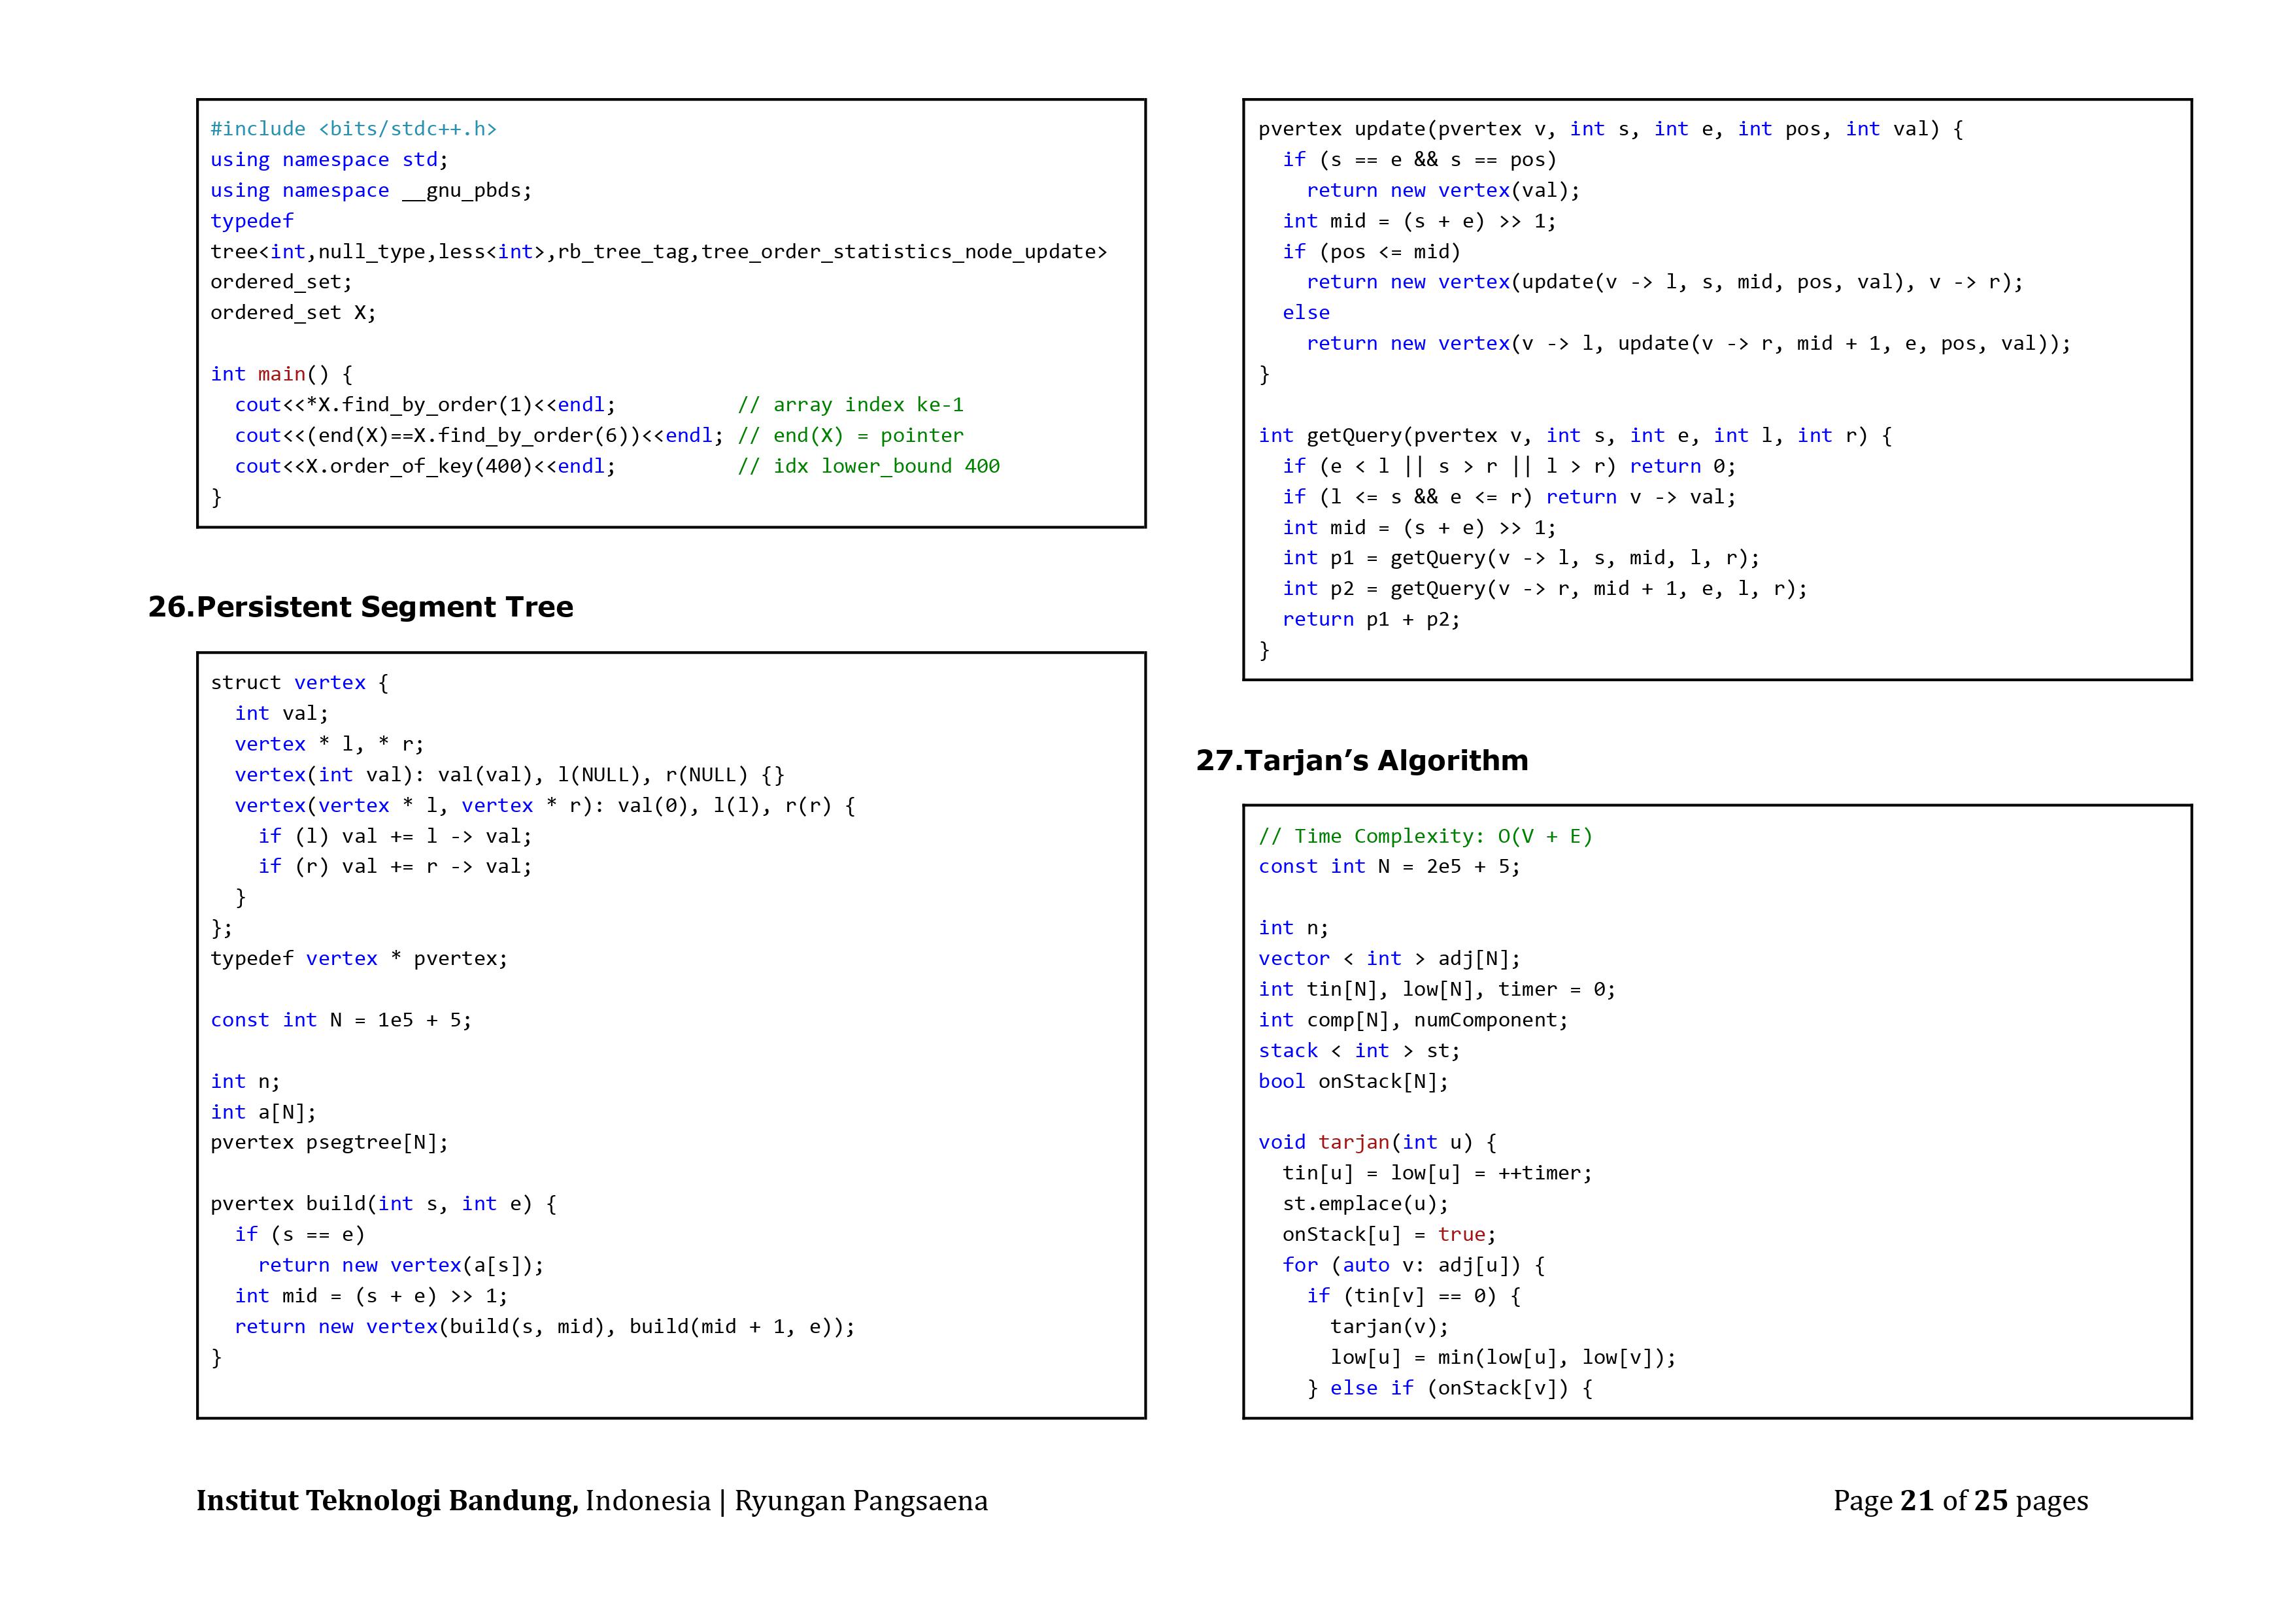 #include <bits/stdc++.h>
using namespace std;
using namespace __gnu_pbds;
typedef
tree<int,null_type,less<int>,rb_tree_tag,tree_order_statistics_node_update>
ordered_set;
ordered_set X;

int main() {
  cout<<*X.find_by_order(1)<<endl;          // array index ke-1
  cout<<(end(X)==X.find_by_order(6))<<endl; // end(X) = pointer
  cout<<X.order_of_key(400)<<endl;          // idx lower_bound 400
}

26.Persistent Segment Tree

struct vertex {
  int val;
  vertex * l, * r;
  vertex(int val): val(val), l(NULL), r(NULL) {}
  vertex(vertex * l, vertex * r): val(0), l(l), r(r) {
    if (l) val += l -> val;
    if (r) val += r -> val;
  }
};
typedef vertex * pvertex;

const int N = 1e5 + 5;

int n;
int a[N];
pvertex psegtree[N];

pvertex build(int s, int e) {
  if (s == e)
    return new vertex(a[s]);
  int mid = (s + e) >> 1;
  return new vertex(build(s, mid), build(mid + 1, e));
}

pvertex update(pvertex v, int s, int e, int pos, int val) {
  if (s == e && s == pos)
    return new vertex(val);
  int mid = (s + e) >> 1;
  if (pos <= mid)
    return new vertex(update(v -> l, s, mid, pos, val), v -> r);
  else
    return new vertex(v -> l, update(v -> r, mid + 1, e, pos, val));
}

int getQuery(pvertex v, int s, int e, int l, int r) {
  if (e < l || s > r || l > r) return 0;
  if (l <= s && e <= r) return v -> val;
  int mid = (s + e) >> 1;
  int p1 = getQuery(v -> l, s, mid, l, r);
  int p2 = getQuery(v -> r, mid + 1, e, l, r);
  return p1 + p2;
}

27.Tarjan’s Algorithm

// Time Complexity: O(V + E)
const int N = 2e5 + 5;

int n;
vector < int > adj[N];
int tin[N], low[N], timer = 0;
int comp[N], numComponent;
stack < int > st;
bool onStack[N];

void tarjan(int u) {
  tin[u] = low[u] = ++timer;
  st.emplace(u);
  onStack[u] = true;
  for (auto v: adj[u]) {
    if (tin[v] == 0) {
      tarjan(v);
      low[u] = min(low[u], low[v]);
    } else if (onStack[v]) {

Institut Teknologi Bandung, Indonesia | Ryungan Pangsaena
Page 21 of 25 pages